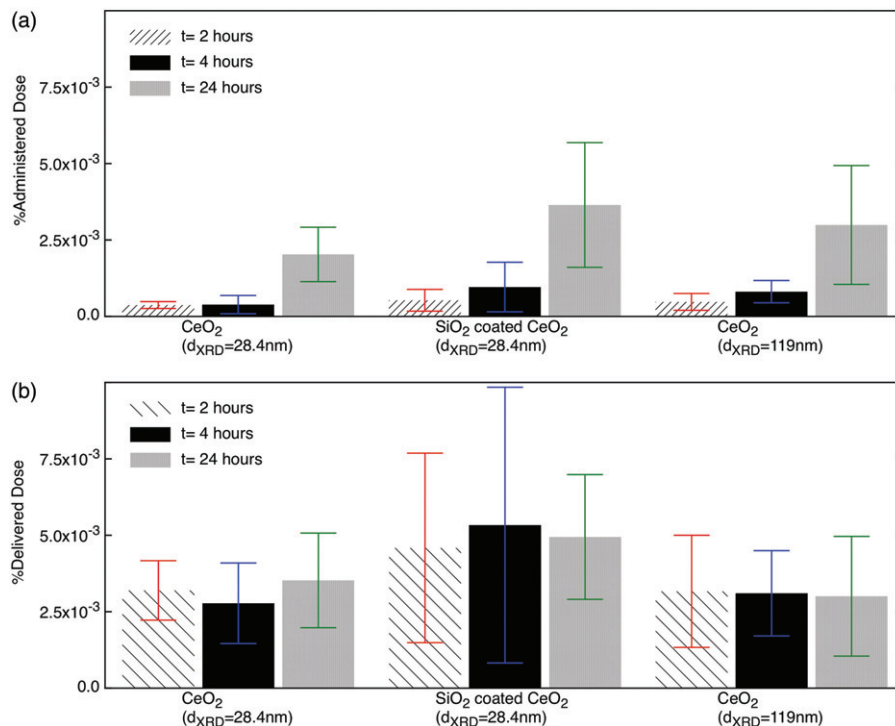 (a)
t= 2 hours
t= 4 hours
t= 24 hours
%Administered Dose
7.5x10⁻³
5.0x10⁻³
2.5x10⁻³
0.0
CeO₂ SiO₂ coated CeO₂ CeO₂
(dXRD=28.4nm) (dXRD=28.4nm) (dXRD=119nm)
(b)
t= 2 hours
t= 4 hours
t= 24 hours
%Delivered Dose
7.5x10⁻³
5.0x10⁻³
2.5x10⁻³
0.0
CeO₂ SiO₂ coated CeO₂ CeO₂
(dXRD=28.4nm) (dXRD=28.4nm) (dXRD=119nm)